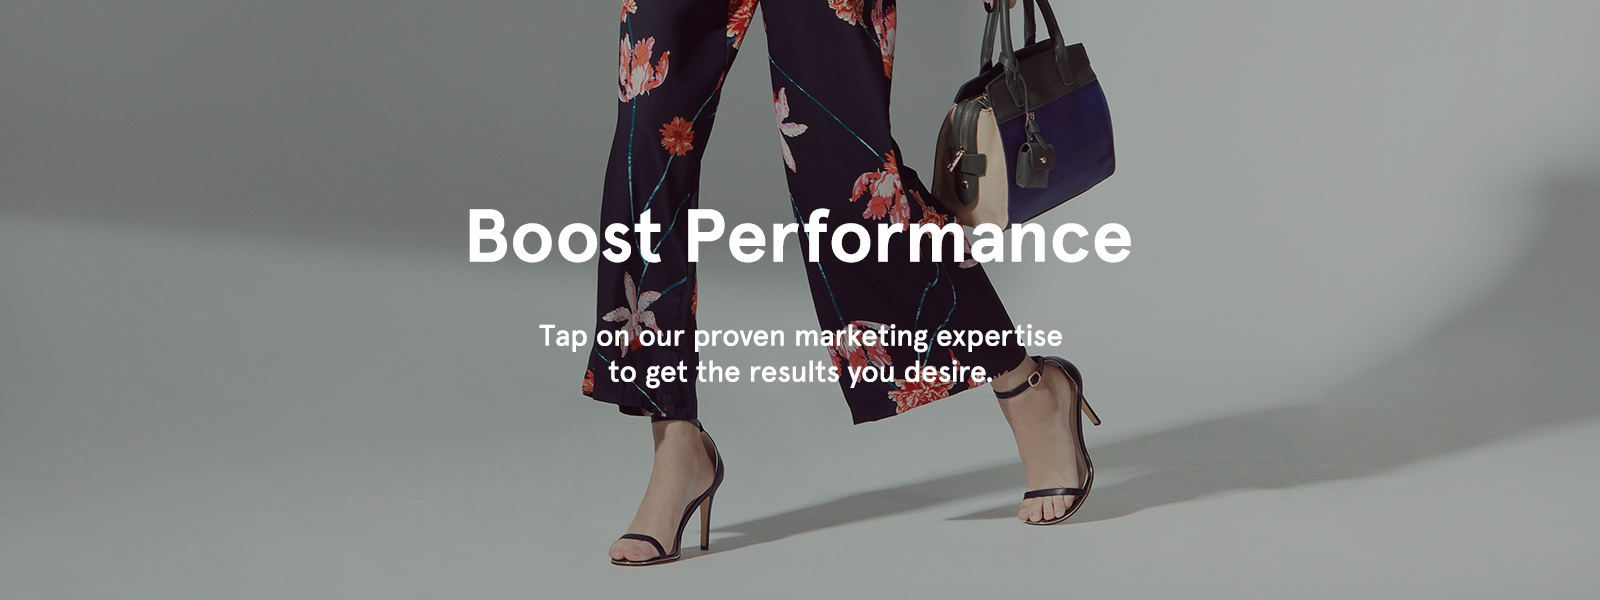 Boost Performance
Tap on our proven marketing expertise
to get the results you desire.